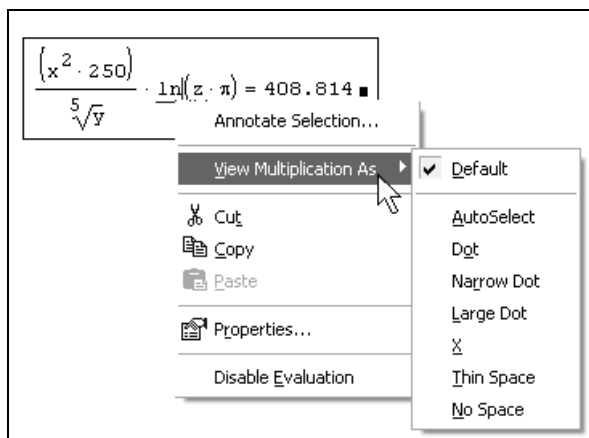 (x² · 250)
⁵√y
· ln(z · π) = 408.814
Annotate Selection...
View Multiplication As
Cut
Copy
Paste
Properties...
Disable Evaluation
Default
AutoSelect
Dot
Narrow Dot
Large Dot
X
Thin Space
No Space